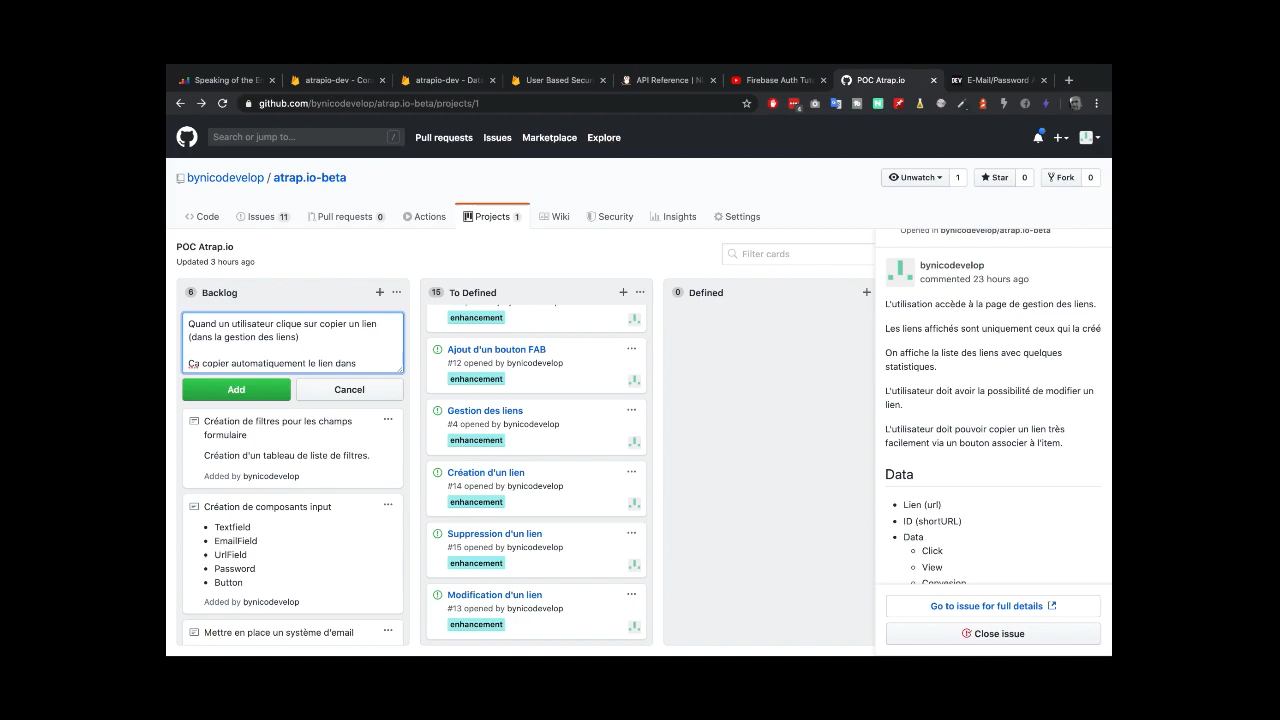 Speaking of the E
atrapio-dev - Con
atrapio-dev - Dat
User Based Secur
API Reference | N
Firebase Auth Tut
POC Atrap.io
E-Mail/Password
github.com/bynicodevelop/atrap.io-beta/projects/1
Search or jump to...
/
Pull requests
Issues
Marketplace
Explore
bynicodevelop / atrap.io-beta
Unwatch
1
Star
0
Fork
0
Code
Issues 11
Pull requests 0
Actions
Projects 1
Wiki
Security
Insights
Settings
POC Atrap.io
Updated 3 hours ago
Filter cards
6 Backlog
Quand un utilisateur clique sur copier un lien
(dans la gestion des liens)
Ca copier automatiquement le lien dans
Add
Cancel
Création de filtres pour les champs
formulaire
Création d'un tableau de liste de filtres.
Added by bynicodevelop
Création de composants input
Textfield
EmailField
UrlField
Password
Button
Added by bynicodevelop
Mettre en place un système d'email
15 To Defined
enhancement
Ajout d'un bouton FAB
#12 opened by bynicodevelop
enhancement
Gestion des liens
#4 opened by bynicodevelop
enhancement
Création d'un lien
#14 opened by bynicodevelop
enhancement
Suppression d'un lien
#15 opened by bynicodevelop
enhancement
Modification d'un lien
#13 opened by bynicodevelop
enhancement
0 Defined
Opened in bynicodevelop/atrap.io-beta
bynicodevelop
commented 23 hours ago
L'utilisation accède à la page de gestion des liens.
Les liens affichés sont uniquement ceux qui la créé
On affiche la liste des liens avec quelques
statistiques.
L'utilisateur doit avoir la possibilité de modifier un
lien.
L'utilisateur doit pouvoir copier un lien très
facilement via un bouton associer à l'item.
Data
Lien (url)
ID (shortURL)
Data
Click
View
Convesion
Go to issue for full details
Close issue